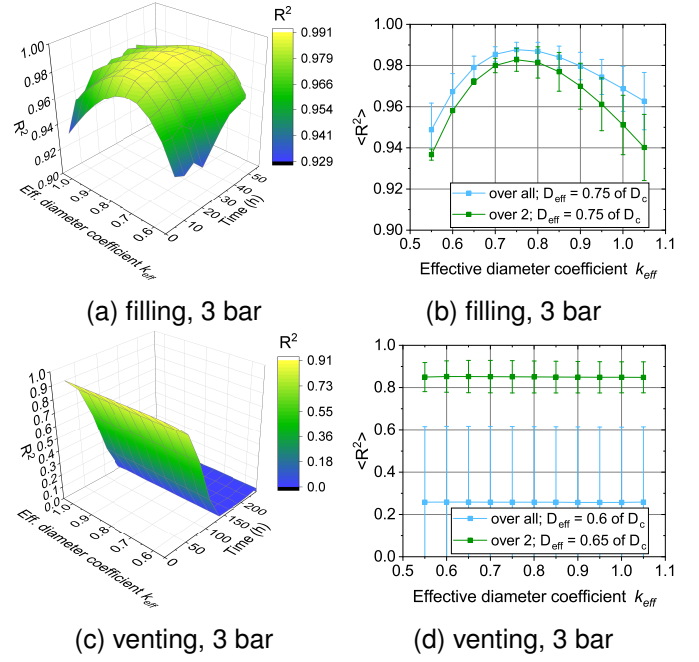 R²
1.00
0.98
0.96
0.94
0.92
0.90
R²
1.0
0.9
0.8
0.7
0.6
Eff. diameter coefficient k_eff
0
10
20
30
40
50
Time (h)
0.991
0.979
0.966
0.954
0.941
0.929
(a) filling, 3 bar
1.00
0.98
0.96
0.94
0.92
0.90
<R²>
over all; D_eff = 0.75 of D_c
over 2; D_eff = 0.75 of D_c
0.5 0.6 0.7 0.8 0.9 1.0 1.1
Effective diameter coefficient k_eff
(b) filling, 3 bar
R²
1.0
0.9
0.8
0.7
0.6
0.5
0.4
0.3
0.2
0.1
0.0
R²
1.0
0.9
0.8
0.7
0.6
Eff. diameter coefficient k_eff
0
50
100
150
200
Time (h)
0.91
0.73
0.54
0.36
0.18
0.0
(c) venting, 3 bar
1.0
0.8
0.6
0.4
0.2
0.0
<R²>
over all; D_eff = 0.6 of D_c
over 2; D_eff = 0.65 of D_c
0.5 0.6 0.7 0.8 0.9 1.0 1.1
Effective diameter coefficient k_eff
(d) venting, 3 bar